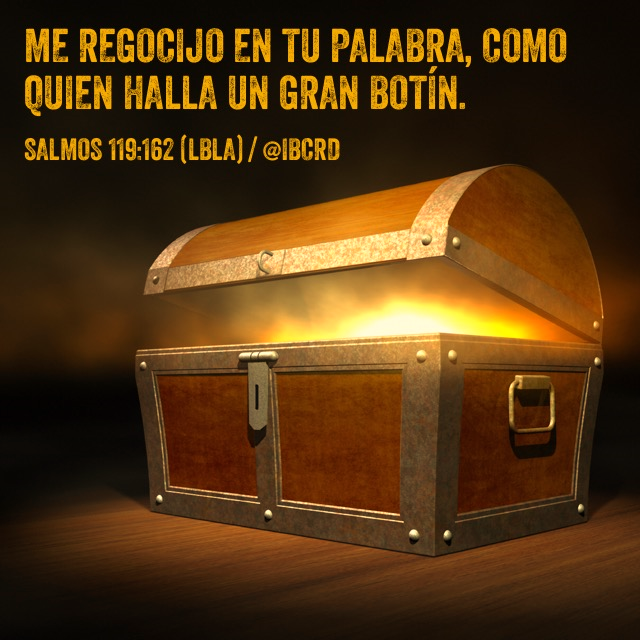 ME REGOCIJO EN TU PALABRA, COMO
QUIEN HALLA UN GRAN BOTÍN.
SALMOS 119:162 (LBLA) / @IBCRD